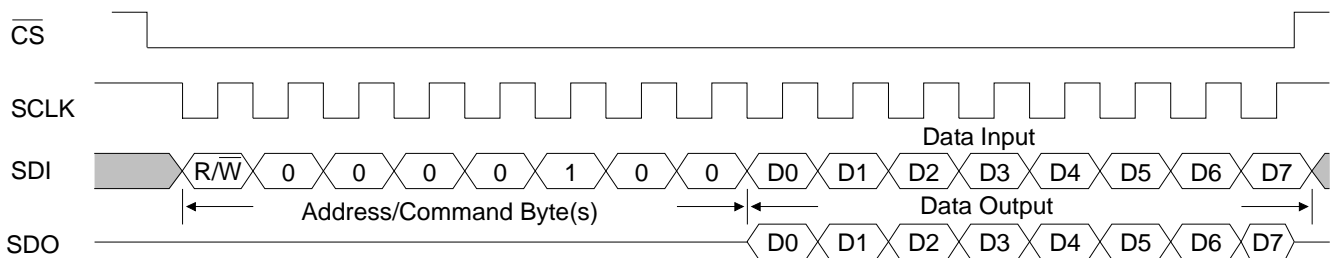 CS
SCLK
Data Input
SDI R/W 0 0 0 0 1 0 0 D0 D1 D2 D3 D4 D5 D6 D7
Address/Command Byte(s) Data Output
SDO D0 D1 D2 D3 D4 D5 D6 D7